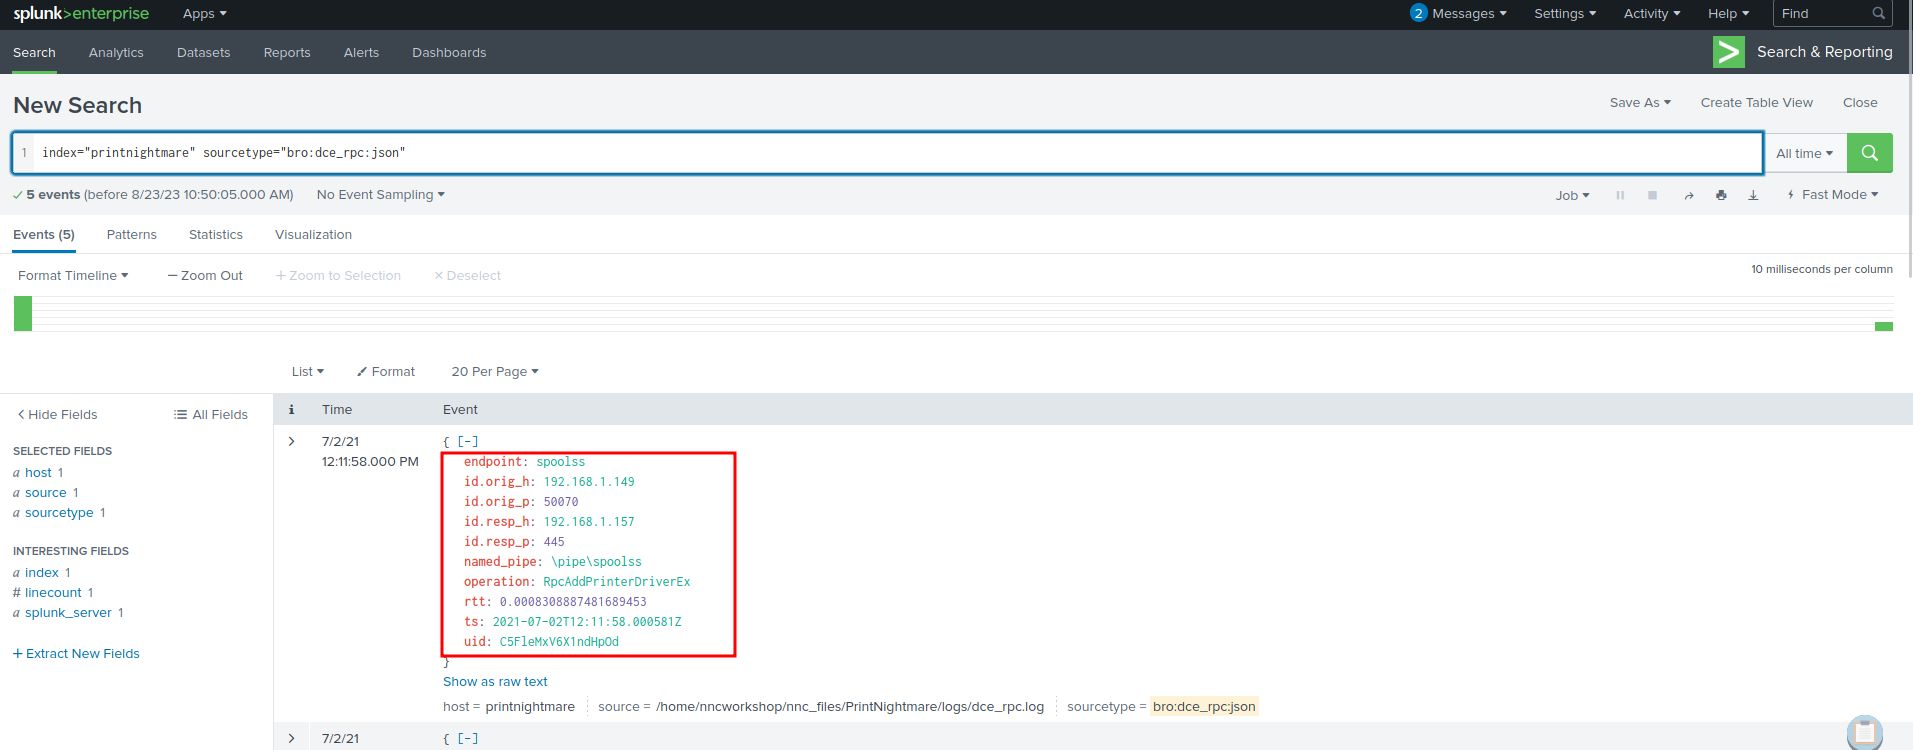 splunk>enterprise Apps 2 Messages Settings Activity Help Find
Search Analytics Datasets Reports Alerts Dashboards Search & Reporting
New Search Save As Create Table View Close
1 index="printnightmare" sourcetype="bro:dce_rpc:json" All time
5 events (before 8/23/23 10:50:05.000 AM) No Event Sampling Job Fast Mode
Events (5) Patterns Statistics Visualization
Format Timeline — Zoom Out + Zoom to Selection × Deselect 10 milliseconds per column
List Format 20 Per Page
< Hide Fields All Fields i Time Event
SELECTED FIELDS
a host 1
a source 1
a sourcetype 1
INTERESTING FIELDS
a index 1
# linecount 1
a splunk_server 1
+ Extract New Fields
> 7/2/21 { [-]
12:11:58.000 PM endpoint: spoolss
id.orig_h: 192.168.1.149
id.orig_p: 50070
id.resp_h: 192.168.1.157
id.resp_p: 445
named_pipe: \pipe\spoolss
operation: RpcAddPrinterDriverEx
rtt: 0.0008308887481689453
ts: 2021-07-02T12:11:58.000581Z
uid: C5FleMxV6X1ndHpOd
}
Show as raw text
host = printnightmare source = /home/nncworkshop/nnc_files/PrintNightmare/logs/dce_rpc.log sourcetype = bro:dce_rpc:json
> 7/2/21 { [-]